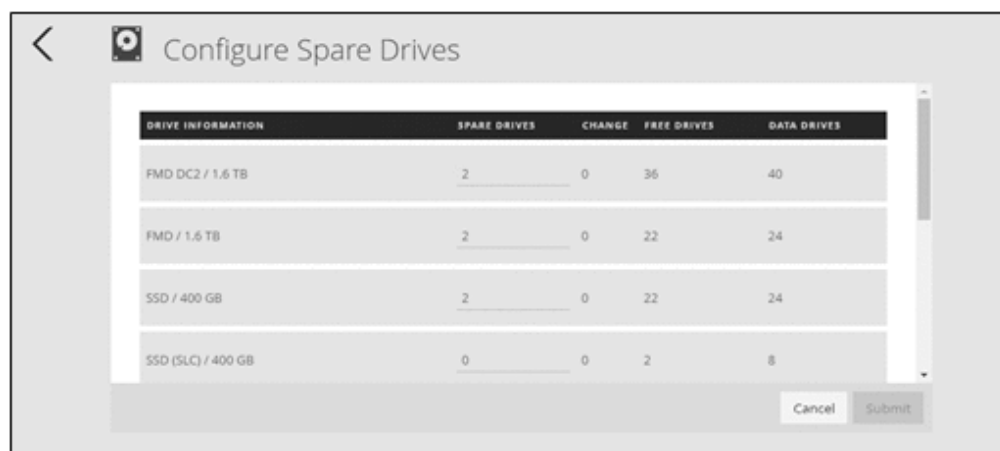 Configure Spare Drives
DRIVE INFORMATION SPARE DRIVES CHANGE FREE DRIVES DATA DRIVES
FMD DC2 / 1.6 TB 2 0 36 40
FMD / 1.6 TB 2 0 22 24
SSD / 400 GB 2 0 22 24
SSD (SLC) / 400 GB 0 0 2 8
Cancel Submit